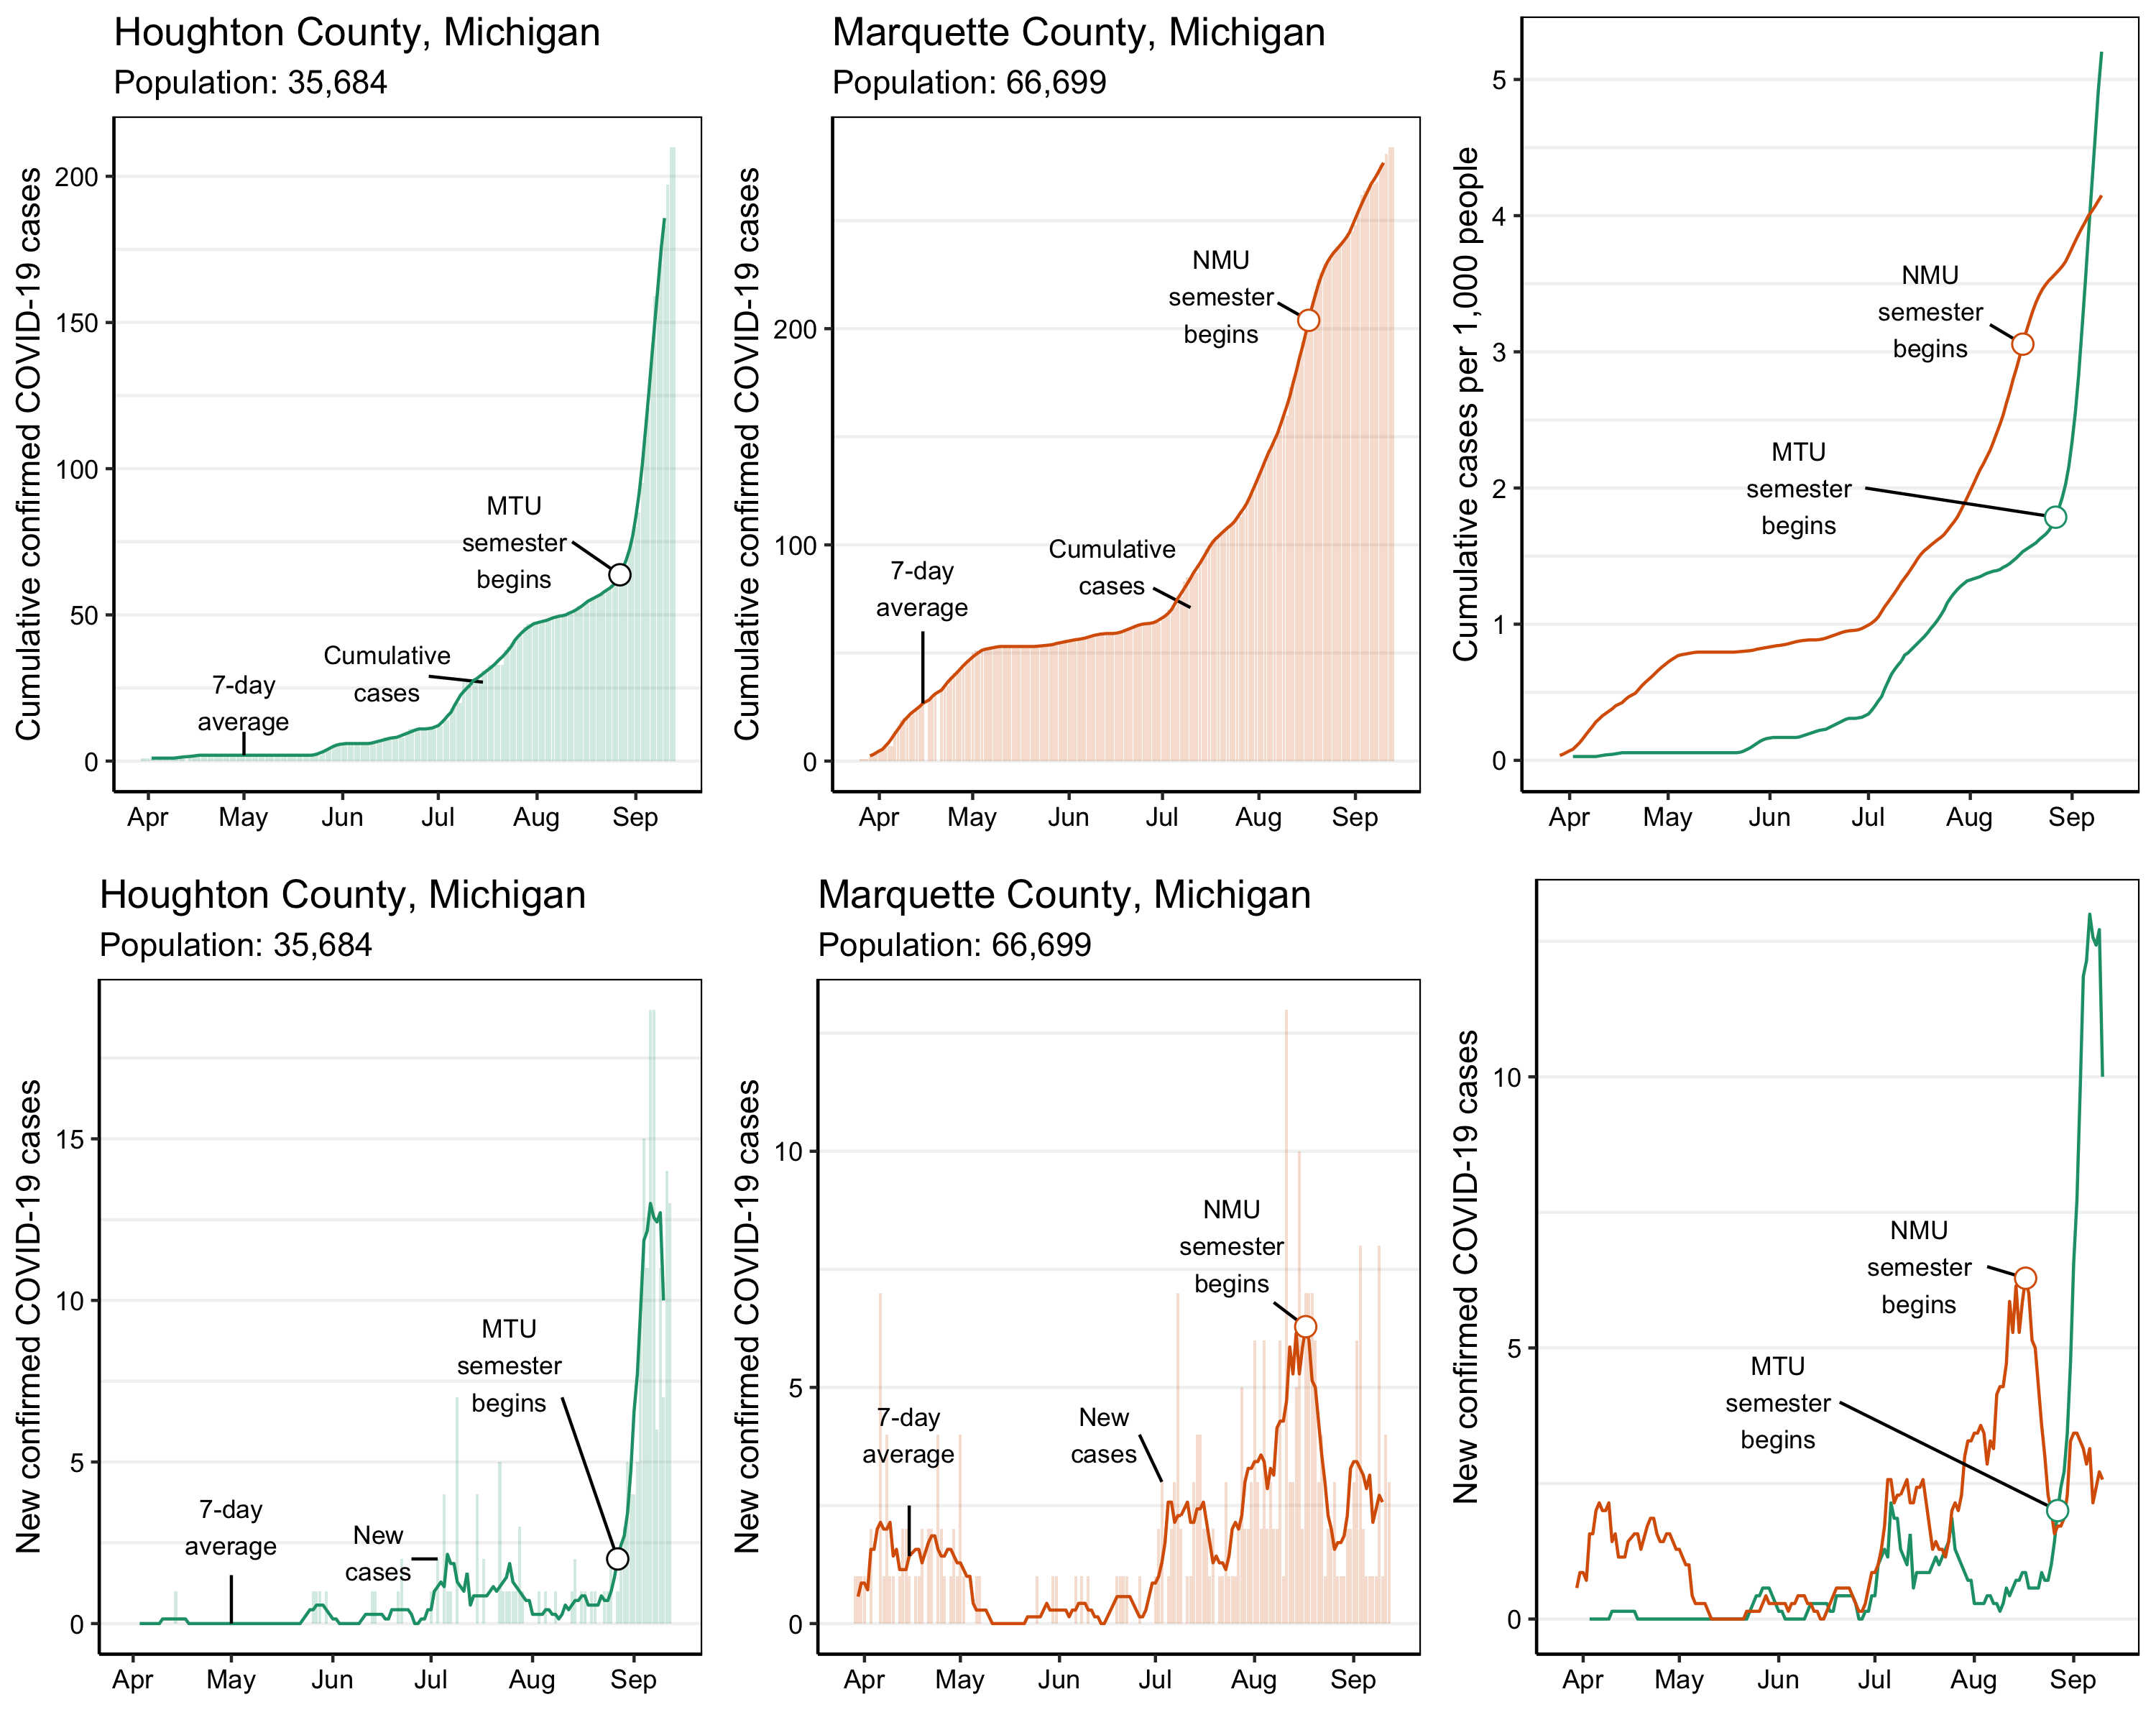 Houghton County, Michigan
Population: 35,684
Cumulative confirmed COVID-19 cases
200
150
100
50
0
MTU
semester
begins
Cumulative
cases
7-day
average
Apr May Jun Jul Aug Sep
Marquette County, Michigan
Population: 66,699
Cumulative confirmed COVID-19 cases
200
100
0
NMU
semester
begins
Cumulative
cases
7-day
average
Apr May Jun Jul Aug Sep
Cumulative cases per 1,000 people
5
4
3
2
1
0
NMU
semester
begins
MTU
semester
begins
Apr May Jun Jul Aug Sep
Houghton County, Michigan
Population: 35,684
New confirmed COVID-19 cases
15
10
5
0
MTU
semester
begins
7-day
average
New
cases
Apr May Jun Jul Aug Sep
Marquette County, Michigan
Population: 66,699
New confirmed COVID-19 cases
10
5
0
NMU
semester
begins
7-day
average
New
cases
Apr May Jun Jul Aug Sep
New confirmed COVID-19 cases
10
5
0
NMU
semester
begins
MTU
semester
begins
Apr May Jun Jul Aug Sep